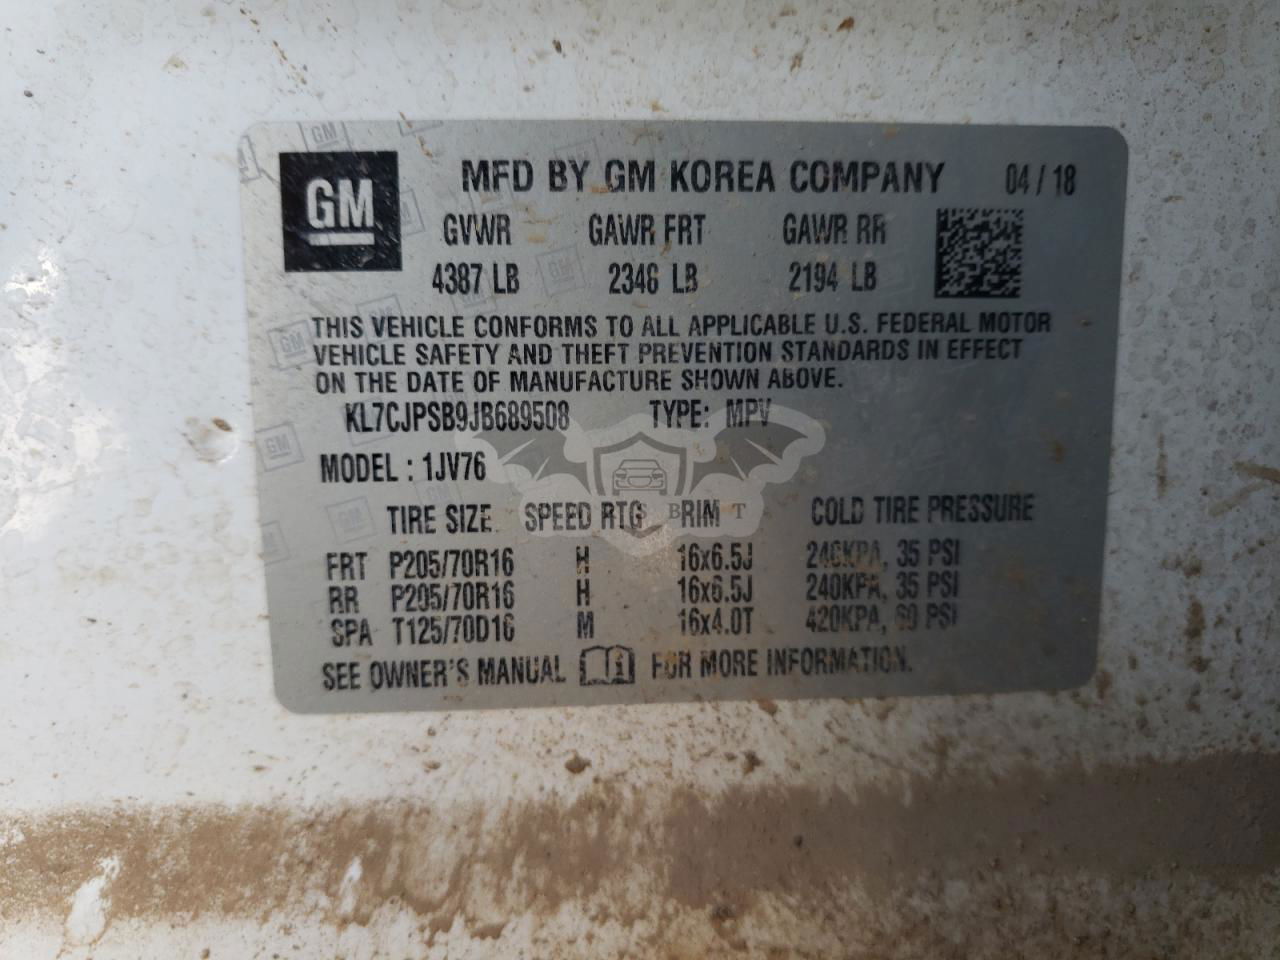 GM
MFD BY GM KOREA COMPANY 04 / 18
GVWR GAWR FRT GAWR RR
4387 LB 2346 LB 2194 LB
THIS VEHICLE CONFORMS TO ALL APPLICABLE U.S. FEDERAL MOTOR
VEHICLE SAFETY AND THEFT PREVENTION STANDARDS IN EFFECT
ON THE DATE OF MANUFACTURE SHOWN ABOVE.
KL7CJPSB9JB689508 TYPE: MPV
MODEL : 1JV76
TIRE SIZE SPEED RTG RIM COLD TIRE PRESSURE
FRT P205/70R16 H 16x6.5J 240KPA, 35 PSI
RR P205/70R16 H 16x6.5J 240KPA, 35 PSI
SPA T125/70D16 M 16x4.0T 420KPA, 60 PSI
SEE OWNER'S MANUAL FOR MORE INFORMATION.